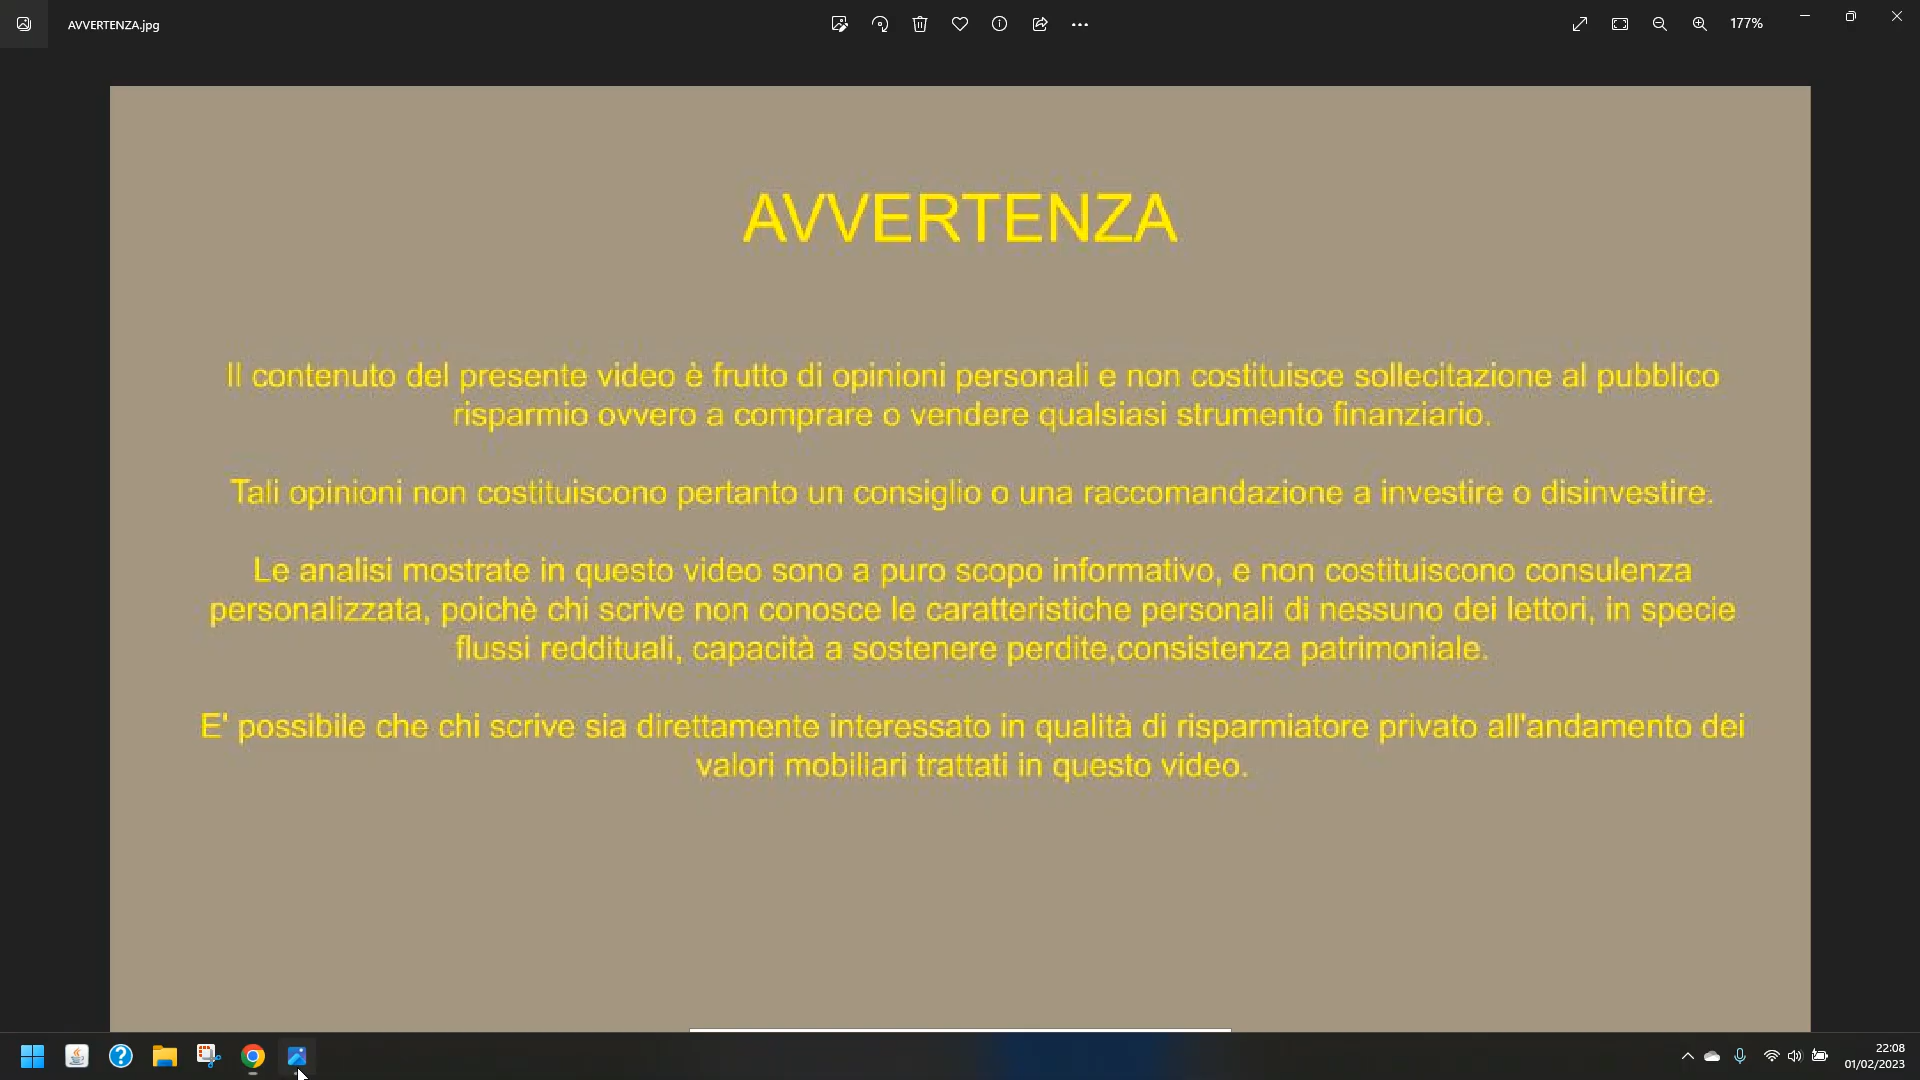 AVVERTENZA.jpg
177%
AVVERTENZA
Il contenuto del presente video è frutto di opinioni personali e non costituisce sollecitazione al pubblico
risparmio ovvero a comprare o vendere qualsiasi strumento finanziario.
Tali opinioni non costituiscono pertanto un consiglio o una raccomandazione a investire o disinvestire.
Le analisi mostrate in questo video sono a puro scopo informativo, e non costituiscono consulenza
personalizzata, poichè chi scrive non conosce le caratteristiche personali di nessuno dei lettori, in specie
flussi reddituali, capacità a sostenere perdite,consistenza patrimoniale.
E' possibile che chi scrive sia direttamente interessato in qualità di risparmiatore privato all'andamento dei
valori mobiliari trattati in questo video.
22:08
01/02/2023